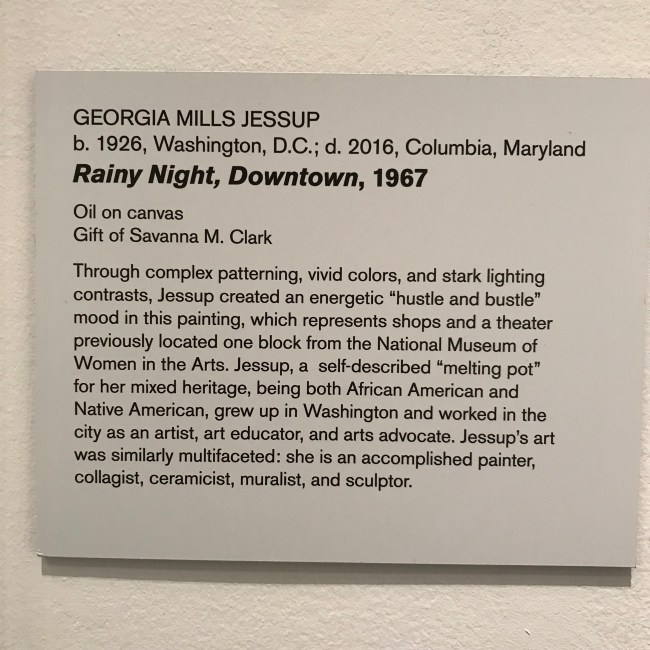 GEORGIA MILLS JESSUP
b. 1926, Washington, D.C.; d. 2016, Columbia, Maryland
Rainy Night, Downtown, 1967
Oil on canvas
Gift of Savanna M. Clark
Through complex patterning, vivid colors, and stark lighting
contrasts, Jessup created an energetic “hustle and bustle”
mood in this painting, which represents shops and a theater
previously located one block from the National Museum of
Women in the Arts. Jessup, a  self-described “melting pot”
for her mixed heritage, being both African American and
Native American, grew up in Washington and worked in the
city as an artist, art educator, and arts advocate. Jessup’s art
was similarly multifaceted: she is an accomplished painter,
collagist, ceramicist, muralist, and sculptor.